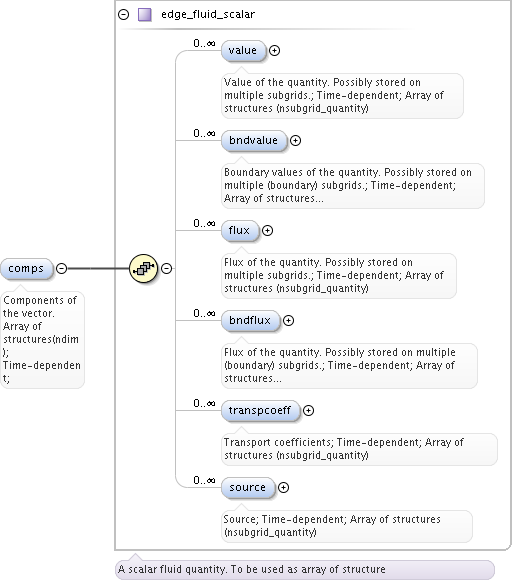 edge_fluid_scalar
0..∞
value
Value of the quantity. Possibly stored on
multiple subgrids.; Time-dependent; Array of
structures (nsubgrid_quantity)
0..∞
bndvalue
Boundary values of the quantity. Possibly stored on
multiple (boundary) subgrids.; Time-dependent;
Array of structures...
0..∞
flux
Flux of the quantity. Possibly stored on
multiple subgrids.; Time-dependent; Array of
structures (nsubgrid_quantity)
comps
Components of
the vector.
Array of
structures(ndim
);
Time-dependen
t;
0..∞
bndflux
Flux of the quantity. Possibly stored on multiple
(boundary) subgrids.; Time-dependent; Array of
structures...
0..∞
transpcoeff
Transport coefficients; Time-dependent; Array of
structures (nsubgrid_quantity)
0..∞
source
Source; Time-dependent; Array of structures
(nsubgrid_quantity)
A scalar fluid quantity. To be used as array of structure